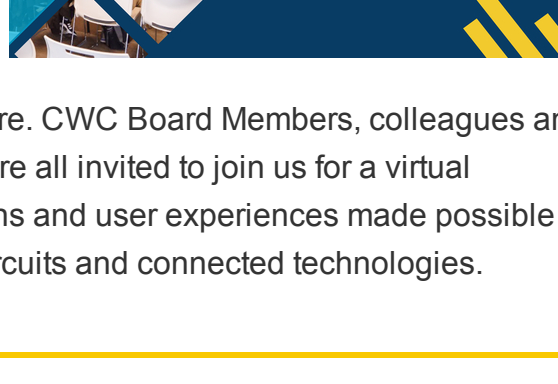 re. CWC Board Members, colleagues an
re all invited to join us for a virtual
ns and user experiences made possible
rcuits and connected technologies.